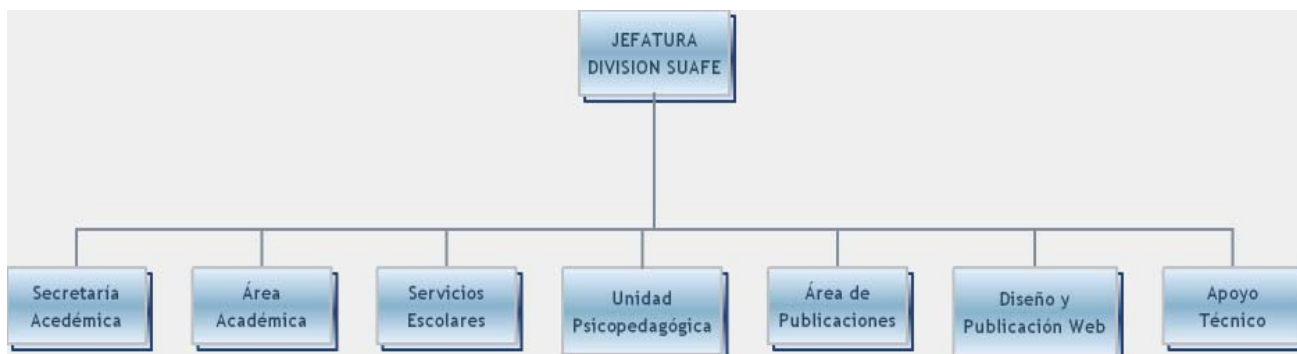 JEFATURA
DIVISION SUAFE
Secretaría
Acedémica
Área
Académica
Servicios
Escolares
Unidad
Psicopedagógica
Área de
Publicaciones
Diseño y
Publicación Web
Apoyo
Técnico